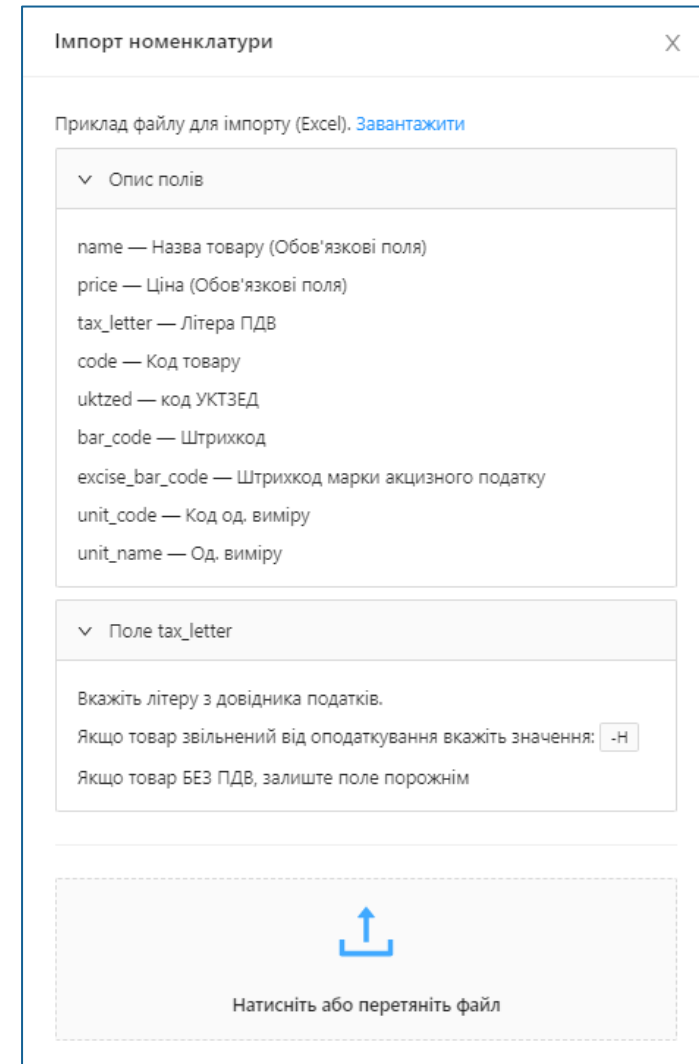 Імпорт номенклатури
Приклад файлу для імпорту (Excel). Завантажити
Опис полів
name — Назва товару (Обов'язкові поля)
price — Ціна (Обов'язкові поля)
tax_letter — Літера ПДВ
code — Код товару
uktzed — код УКТЗЕД
bar_code — Штрихкод
excise_bar_code — Штрихкод марки акцизного податку
unit_code — Код од. виміру
unit_name — Од. виміру
Поле tax_letter
Вкажіть літеру з довідника податків.
Якщо товар звільнений від оподаткування вкажіть значення: -Н
Якщо товар БЕЗ ПДВ, залиште поле порожнім
Натисніть або перетяніть файл